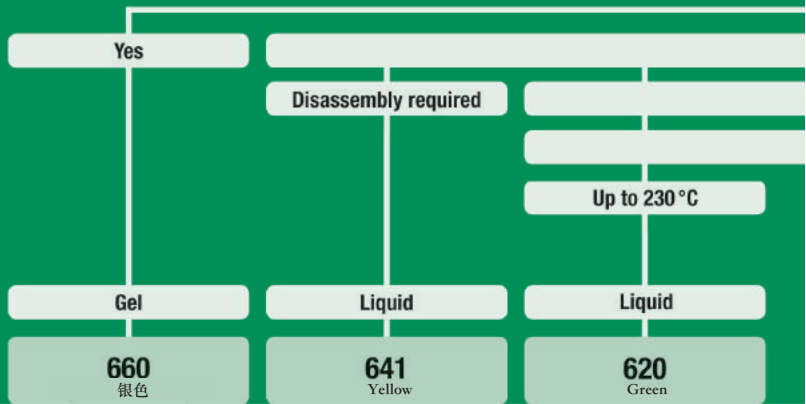 Yes
Disassembly required
Up to 230°C
Gel
Liquid
Liquid
660
银色
641
Yellow
620
Green